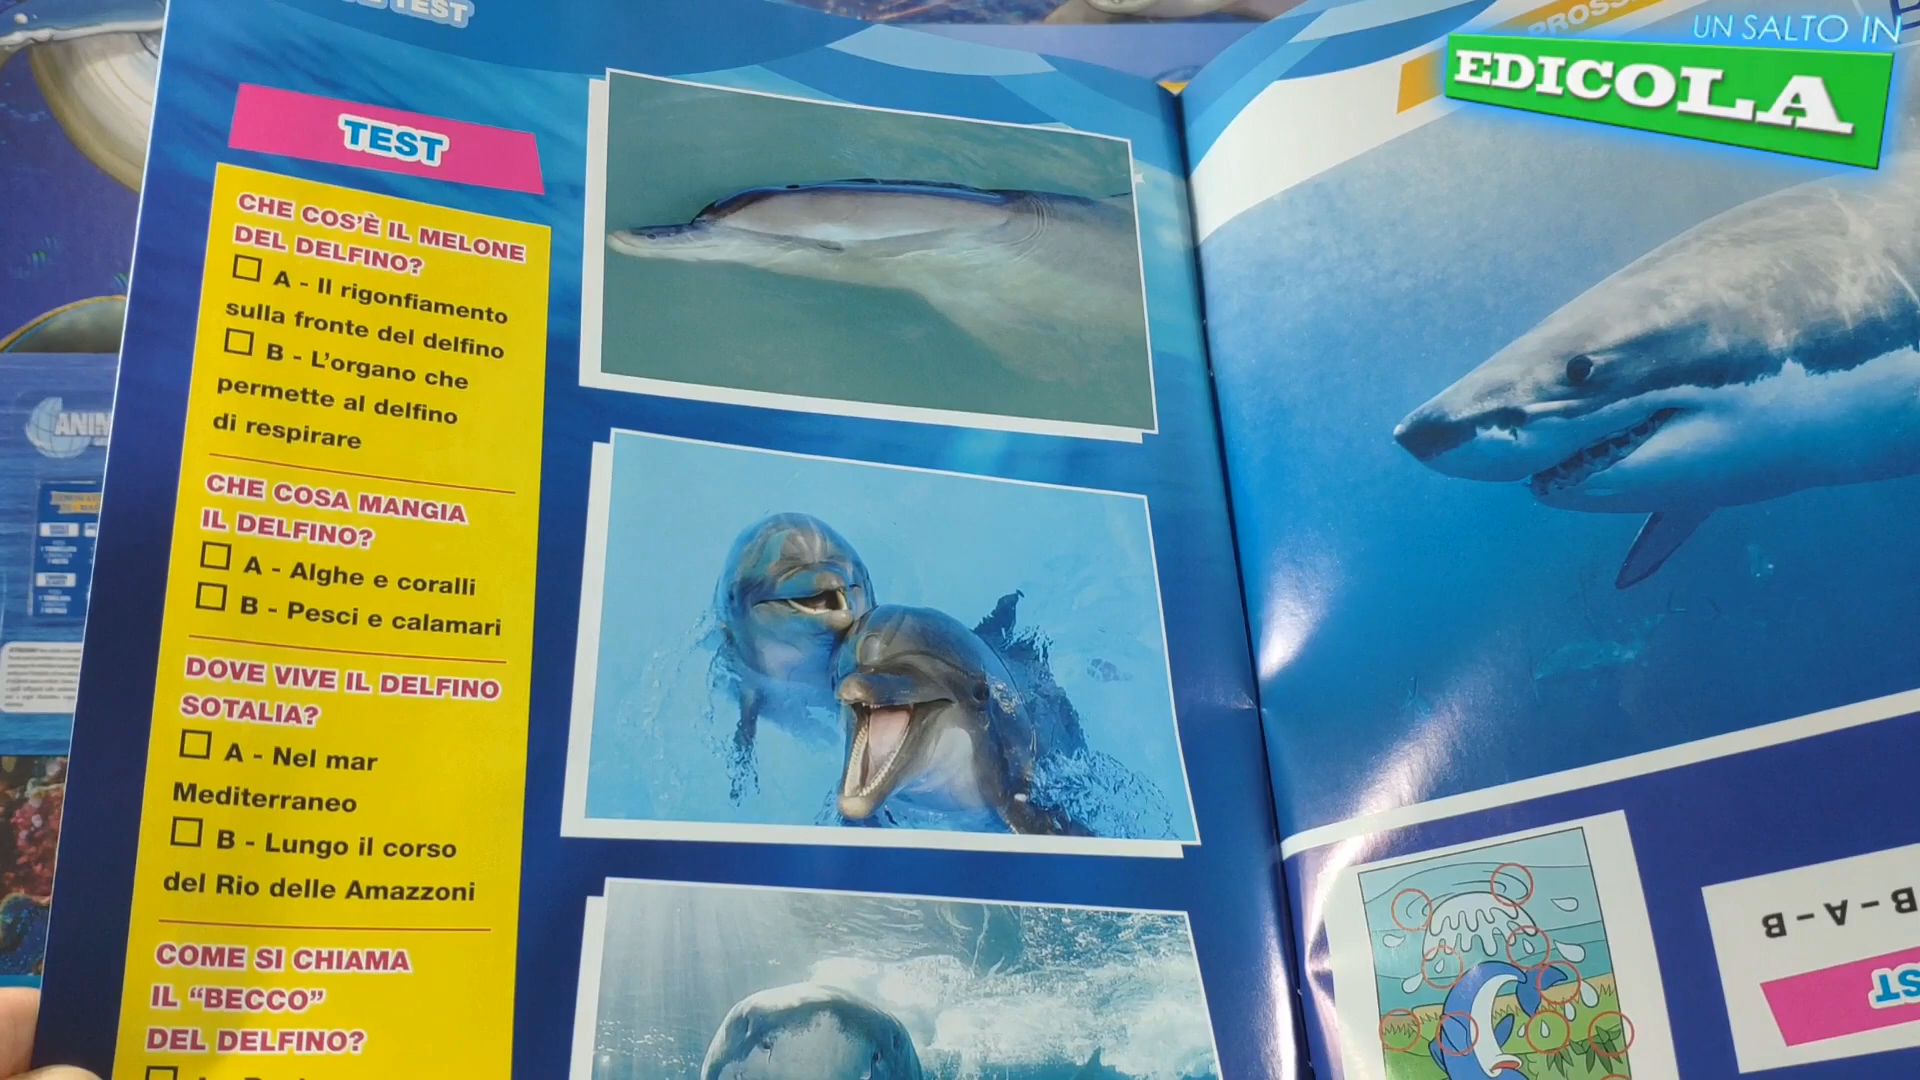 TEST
UN SALTO IN
EDICOLA
TEST
CHE COS'È IL MELONE
DEL DELFINO?
A - Il rigonfiamento
sulla fronte del delfino
B - L'organo che
permette al delfino
di respirare
CHE COSA MANGIA
IL DELFINO?
A - Alghe e coralli
B - Pesci e calamari
DOVE VIVE IL DELFINO
SOTALIA?
A - Nel mar
Mediterraneo
B - Lungo il corso
del Rio delle Amazzoni
COME SI CHIAMA
IL “BECCO”
DEL DELFINO?
B-A-B